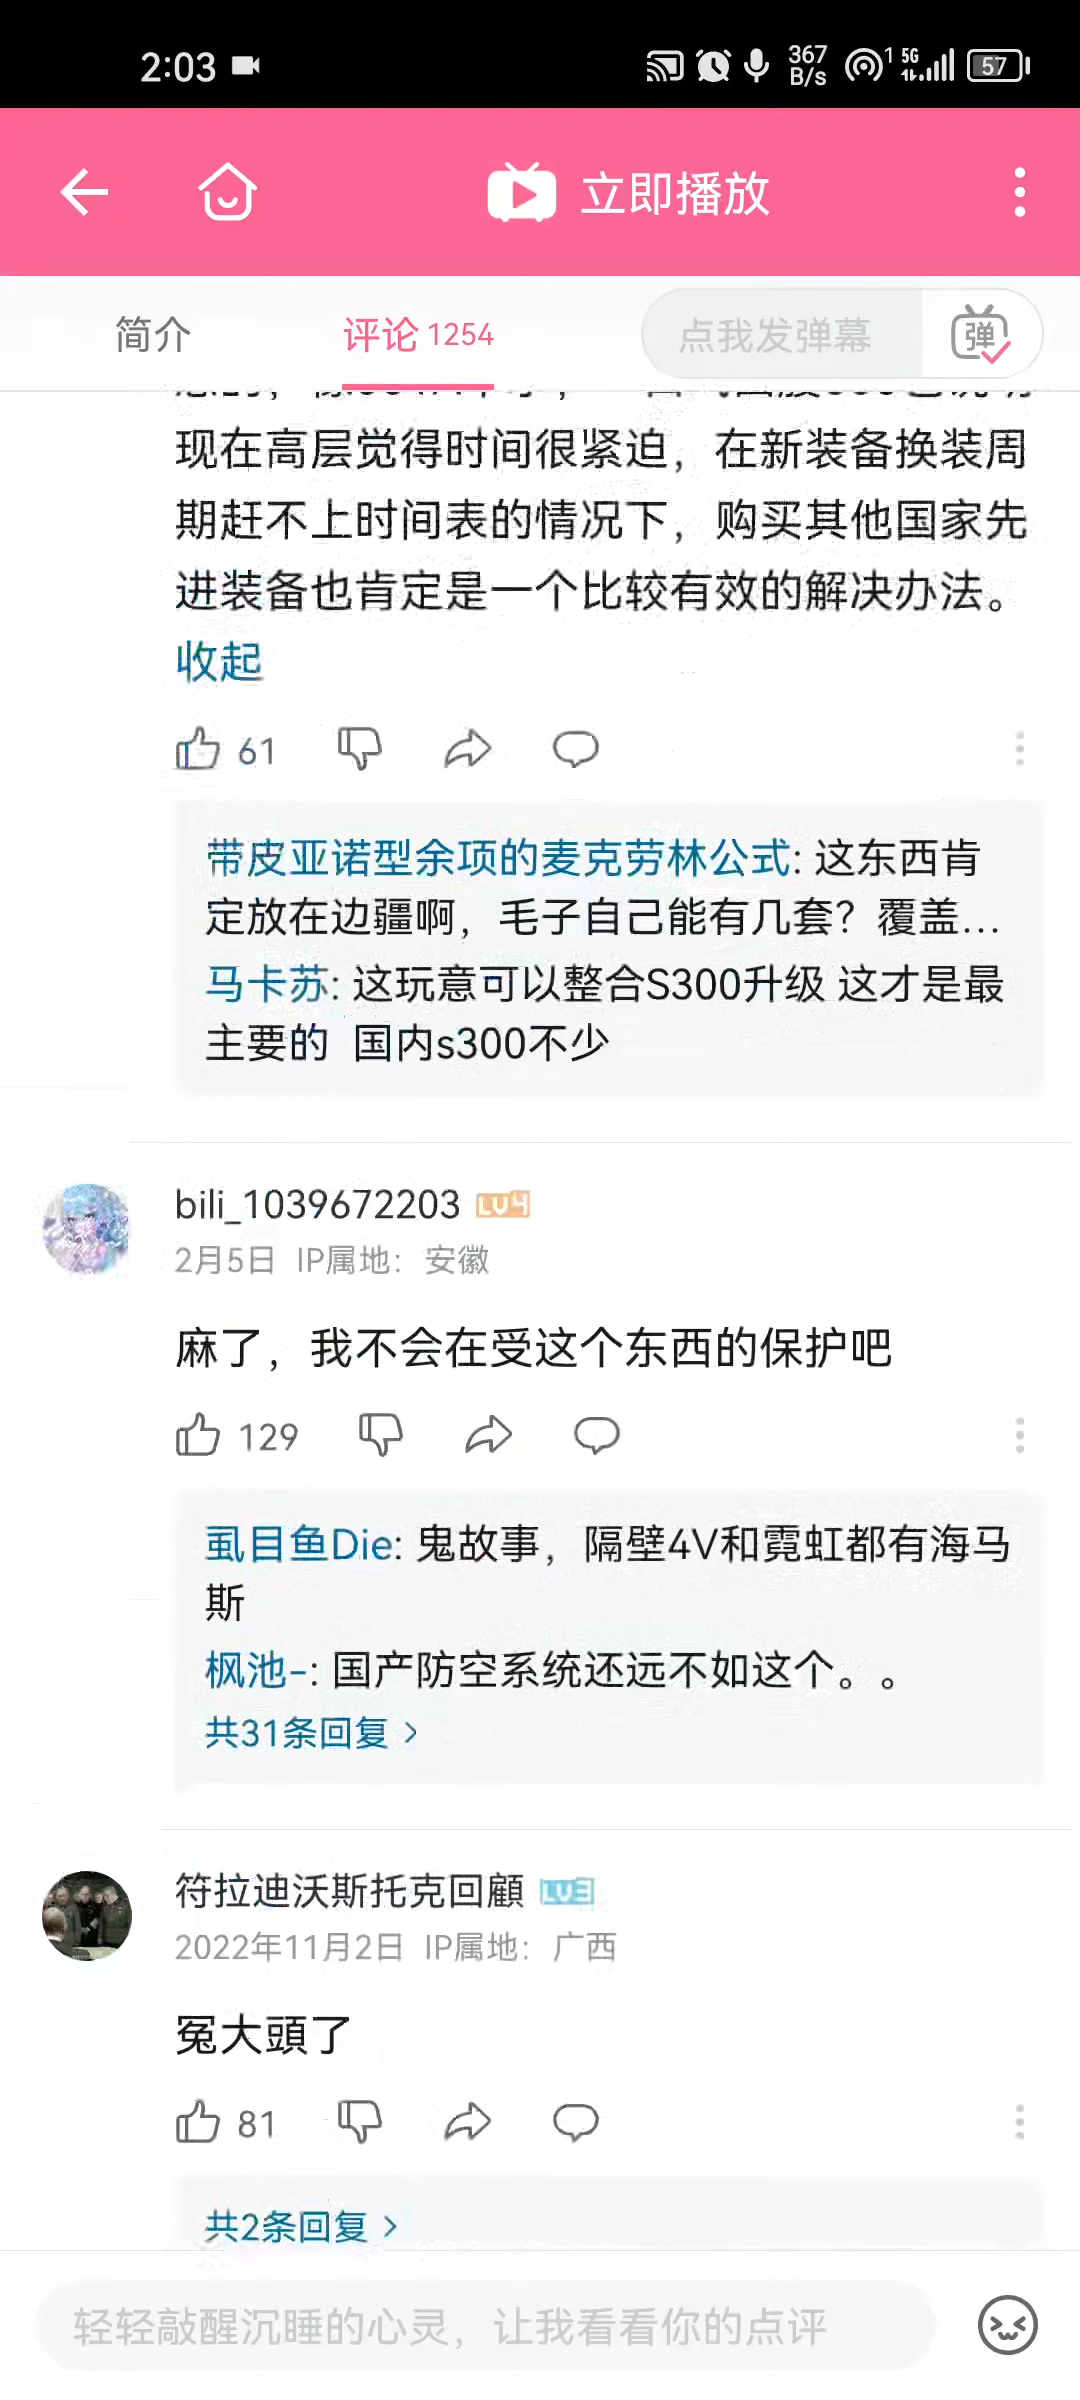 2:03
367
B/s
1
5G
57
立即播放
简介
评论 1254
点我发弹幕
弹
现在高层觉得时间很紧迫，在新装备换装周
期赶不上时间表的情况下，购买其他国家先
进装备也肯定是一个比较有效的解决办法。
收起
61
带皮亚诺型余项的麦克劳林公式: 这东西肯
定放在边疆啊，毛子自己能有几套？覆盖...
马卡苏: 这玩意可以整合S300升级 这才是最
主要的 国内s300不少
bili_1039672203 LV4
2月5日 IP属地：安徽
麻了，我不会在受这个东西的保护吧
129
虱目鱼Die: 鬼故事，隔壁4V和霓虹都有海马
斯
枫池-: 国产防空系统还远不如这个。。
共31条回复 >
符拉迪沃斯托克回顧 LV3
2022年11月2日 IP属地：广西
冤大頭了
81
共2条回复 >
轻轻敲醒沉睡的心灵，让我看看你的点评